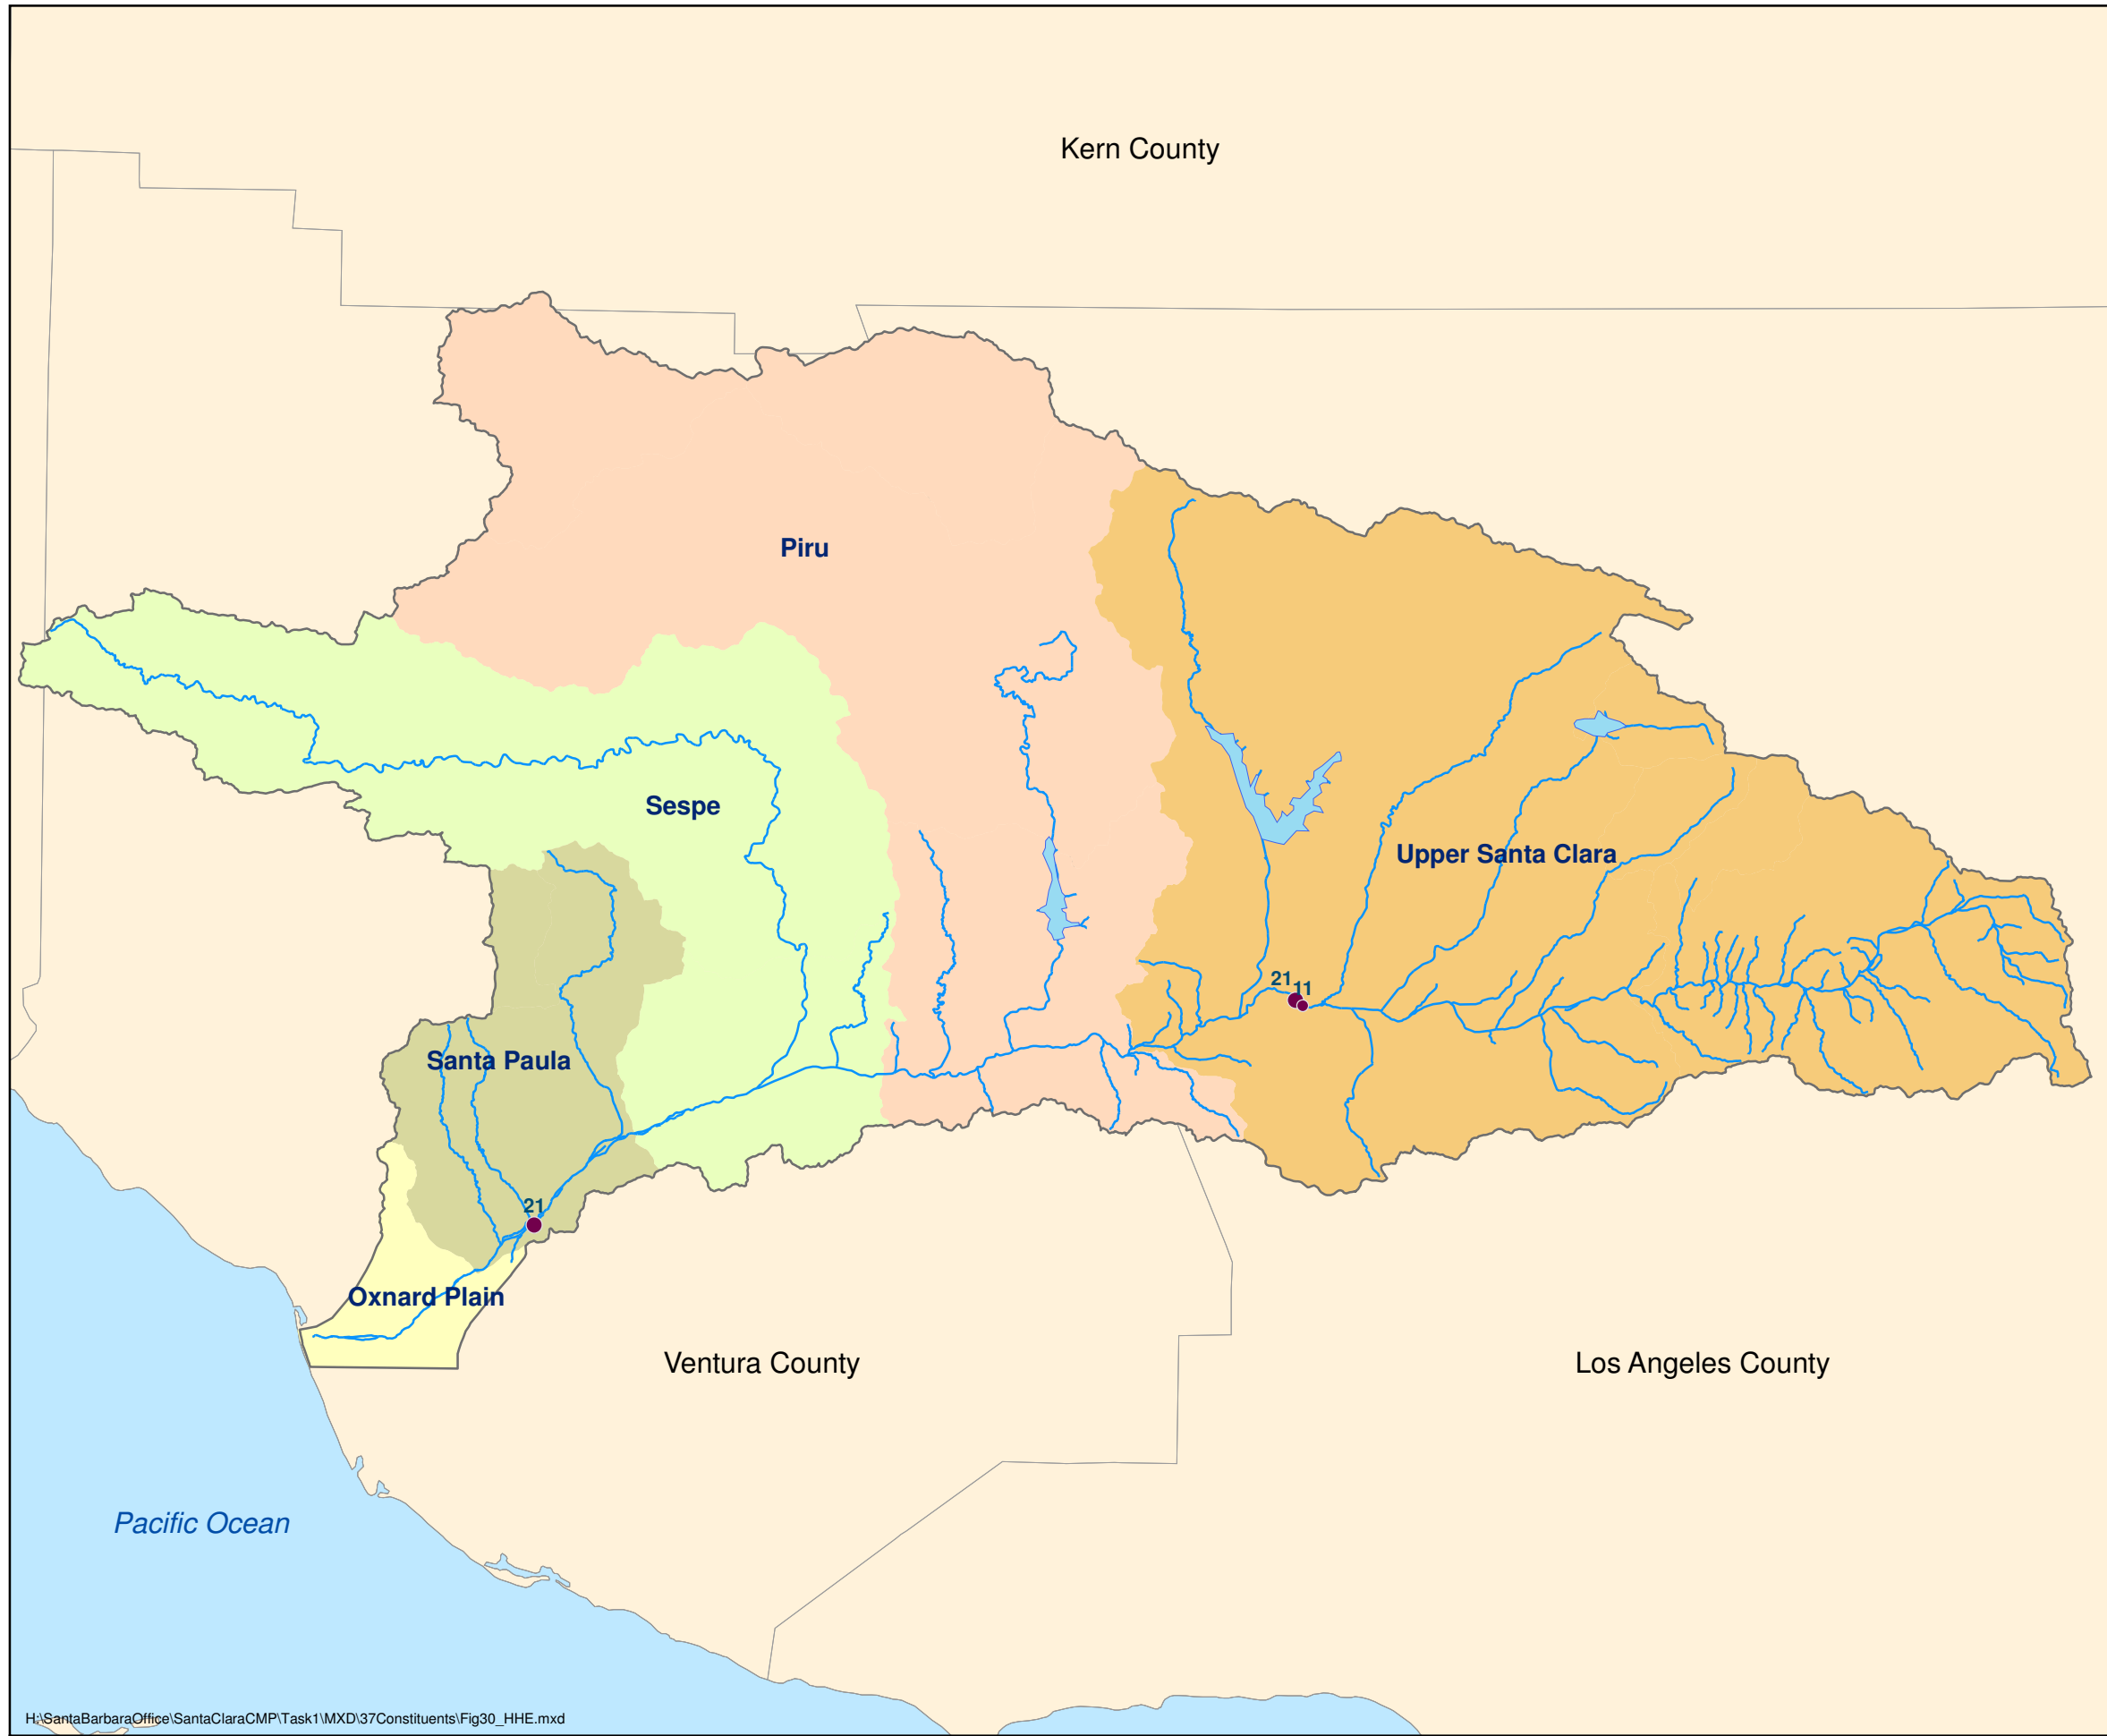 Kern County
Piru
Sespe
Upper Santa Clara
21
11
Santa Paula
21
Oxnard Plain
Ventura County
Los Angeles County
Pacific Ocean
H:\SantaBarbaraOffice\SantaClaraCMP\Task1\MXD\37Constituents\Fig30_HHE.mxd